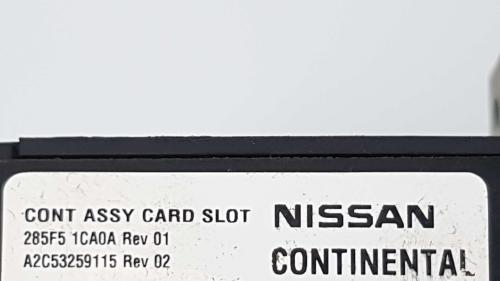 CONT ASSY CARD SLOT NISSAN
285F5 1CA0A Rev 01
A2C53259115 Rev 02 CONTINENTAL